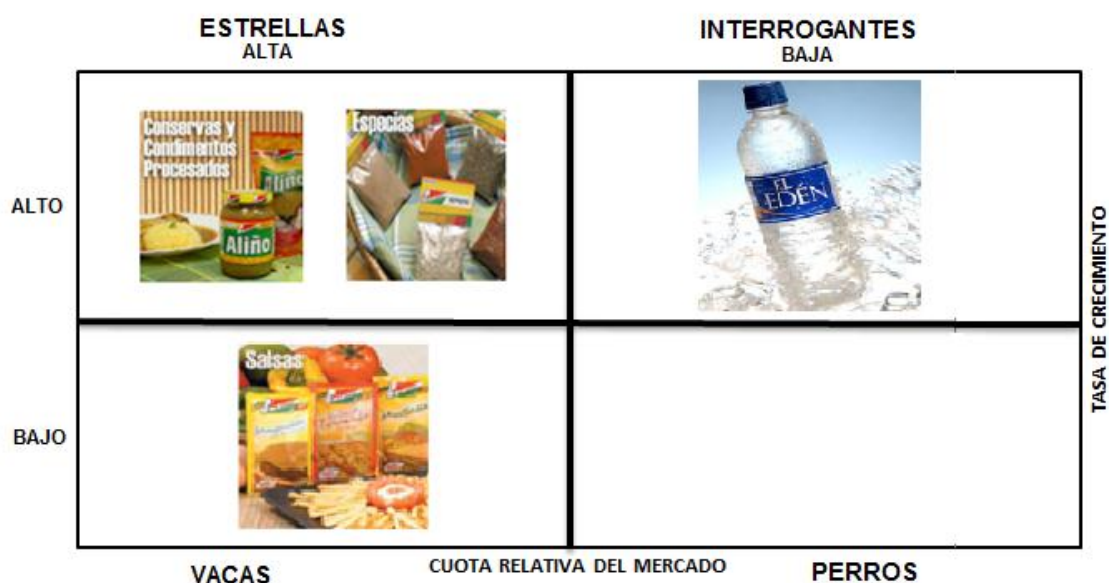 ESTRELLAS
ALTA
INTERROGANTES
BAJA
ALTO
Conservas y
Condimentos
Procesados
Aliño
Aliño
Especias
EL
EDÉN
TASA DE CRECIMIENTO
BAJO
Salsas
VACAS
CUOTA RELATIVA DEL MERCADO
PERROS